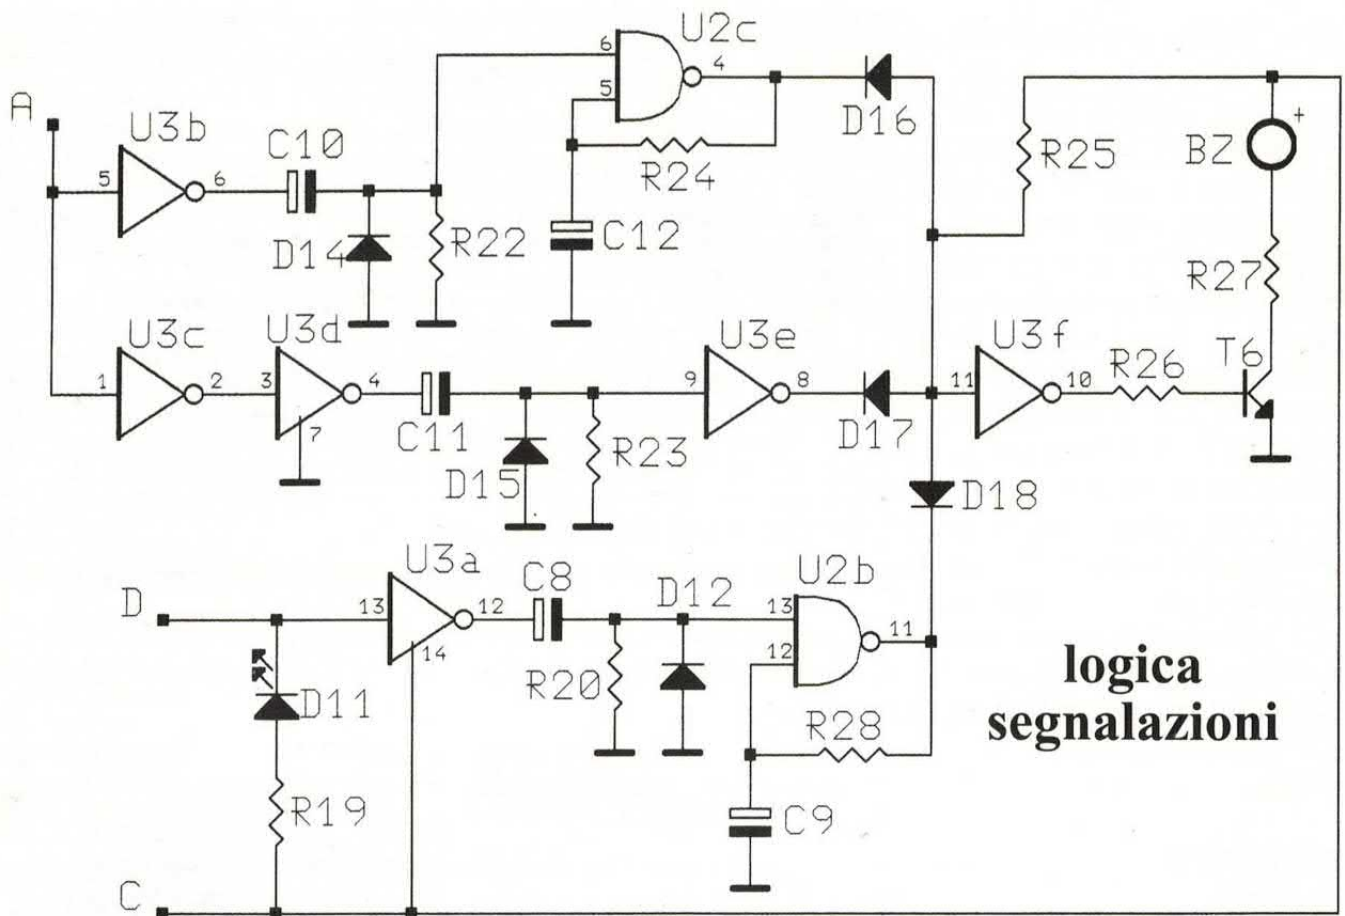 U2c
6
4
5
A
U3b
C10
D16
R25
+
BZ
R24
5
6
D14
R22
C12
R27
U3c
U3d
U3e
U3f
T6
1
2
3
4
9
8
11
10
R26
7
C11
D15
R23
D17
D18
U3a
C8
D12
U2b
D
13
12
13
11
14
12
D11
R20
R28
logica
segnalazioni
R19
C9
C